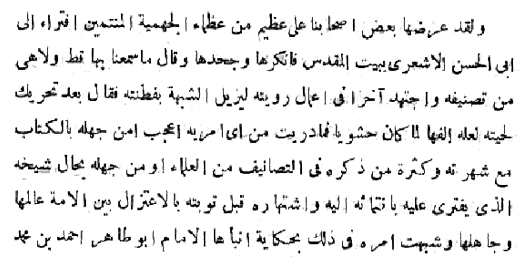 ولقد عرضها بعض اصحابنا على عظيم من عظماء الجهمية المنتمين افتراء الى
ابى الحسن الاشعرى ببيت المقدس فانكرها وجحدها وقال ما سمعنا بها قط ولا هى
من تصنيفه واجتهد آخرا فى اعمال رويته ليزيل الشبهة بفطنته فقال بعد تحريك
لحيته لعله الفها لما كان حشويا فما دريت من اى امريه اعجب امن جهله بالكتاب
مع شهرته وكثرة من ذكره فى التصانيف من العلماء او من جهله بحال شيخه
الذى يفترى عليه بانتمائه اليه واشتهاره قبل توبته بالاعتزال بين الامة عالمها
وجاهلها وشبهت امره فى ذلك بحكاية انبأها الامام ابو طاهر احمد بن محمد